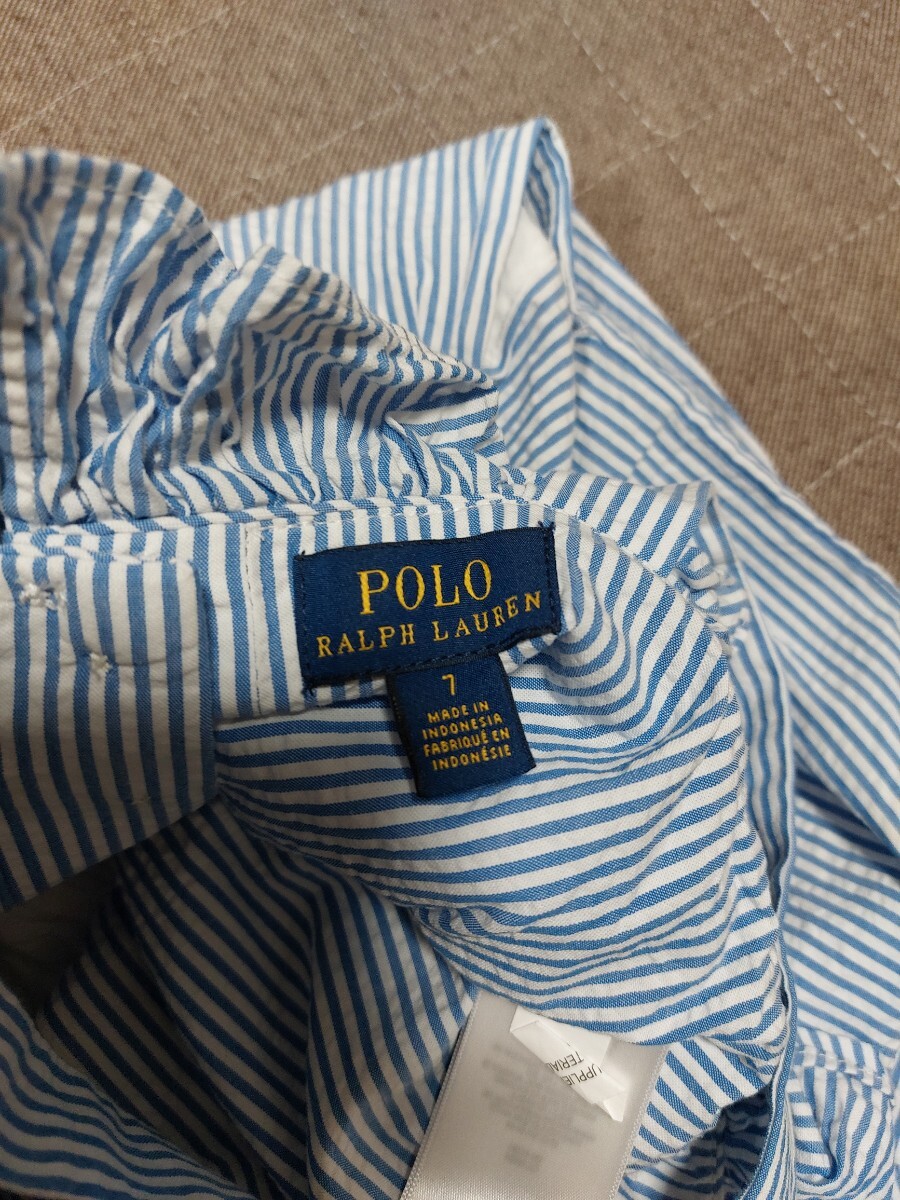 POLO
RALPH LAUREN
7
MADE IN
INDONESIA
FABRIQUÉ EN
INDONÉSIE